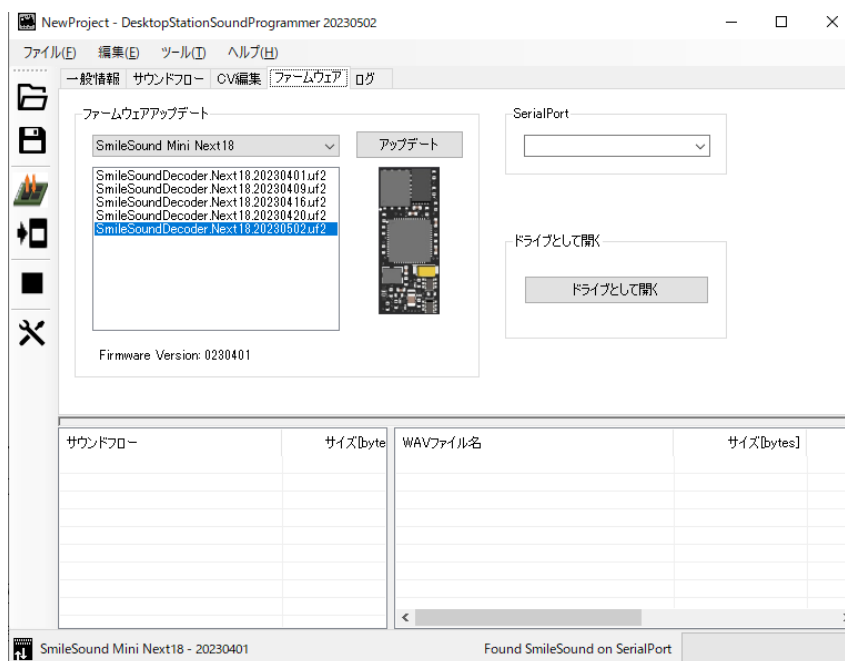 NewProject - DesktopStationSoundProgrammer 20230502
ファイル(F) 編集(E) ツール(T) ヘルプ(H)
一般情報 サウンドフロー CV編集 ファームウェア ログ
ファームウェアアップデート
SmileSound Mini Next18
アップデート
SmileSoundDecoder.Next18.20230401.uf2
SmileSoundDecoder.Next18.20230409.uf2
SmileSoundDecoder.Next18.20230416.uf2
SmileSoundDecoder.Next18.20230420.uf2
SmileSoundDecoder.Next18.20230502.uf2
Firmware Version: 0230401
SerialPort
ドライブとして開く
ドライブとして開く
サウンドフロー サイズ[byte
WAVファイル名 サイズ[bytes]
SmileSound Mini Next18 - 20230401
Found SmileSound on SerialPort